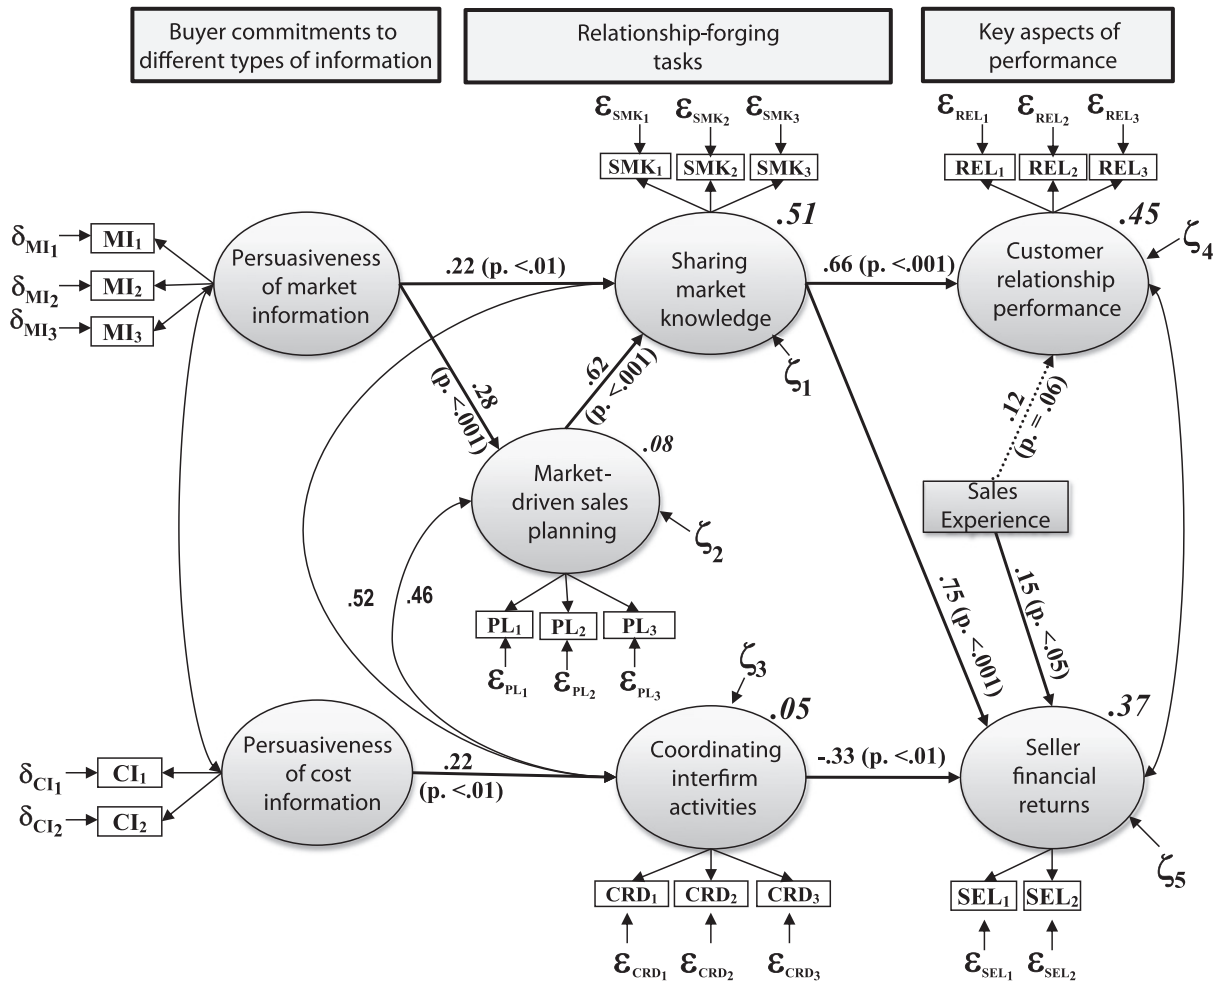 Buyer commitments to
different types of information
Relationship-forging
tasks
Key aspects of
performance
εSMK1
εSMK2
εSMK3
εREL1
εREL2
εREL3
SMK1
SMK2
SMK3
REL1
REL2
REL3
.51
.45
δMI1
MI1
δMI2
MI2
δMI3
MI3
Persuasiveness
of market
information
.22 (p. <.01)
Sharing
market
knowledge
.66 (p. <.001)
Customer
relationship
performance
ζ4
ζ1
.28
(p. <.001)
.62
(p. <.001)
.12
(p. = .06)
.08
Market-
driven sales
planning
ζ2
Sales
Experience
.52
.46
.75 (p. <.001)
.15 (p. <.05)
PL1
PL2
PL3
εPL1
εPL2
εPL3
ζ3
.05
.37
δCI1
CI1
δCI2
CI2
Persuasiveness
of cost
information
.22
(p. <.01)
Coordinating
interfirm
activities
-.33 (p. <.01)
Seller
financial
returns
ζ5
CRD1
CRD2
CRD3
SEL1
SEL2
εCRD1
εCRD2
εCRD3
εSEL1
εSEL2